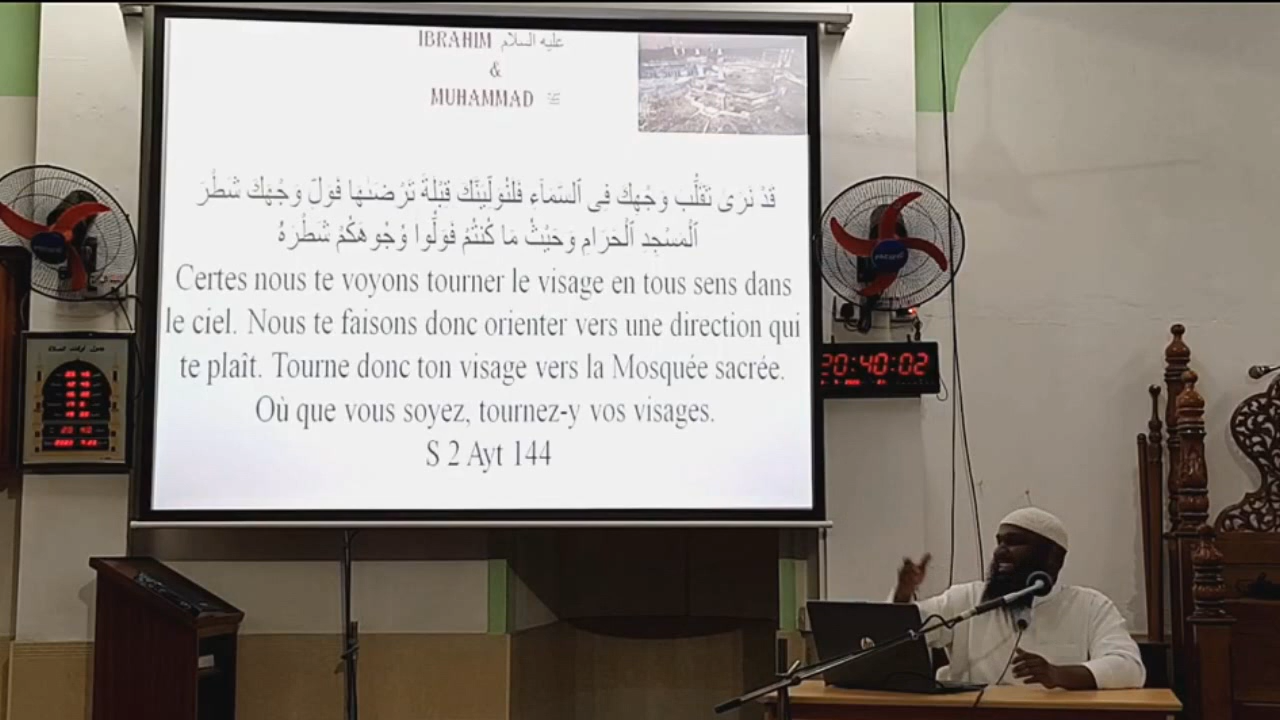 IBRAHIM عليه السلام
&
MUHAMMAD ﷺ
قَدْ نَرَىٰ تَقَلُّبَ وَجْهِكَ فِى ٱلسَّمَآءِ فَلَنُوَلِّيَنَّكَ قِبْلَةً تَرْضَىٰهَا فَوَلِّ وَجْهَكَ شَطْرَ
ٱلْمَسْجِدِ ٱلْحَرَامِ وَحَيْثُ مَا كُنتُمْ فَوَلُّوا۟ وُجُوهَكُمْ شَطْرَهُ
Certes nous te voyons tourner le visage en tous sens dans
le ciel. Nous te faisons donc orienter vers une direction qui
te plaît. Tourne donc ton visage vers la Mosquée sacrée.
Où que vous soyez, tournez-y vos visages.
S 2 Ayt 144
20:40:02